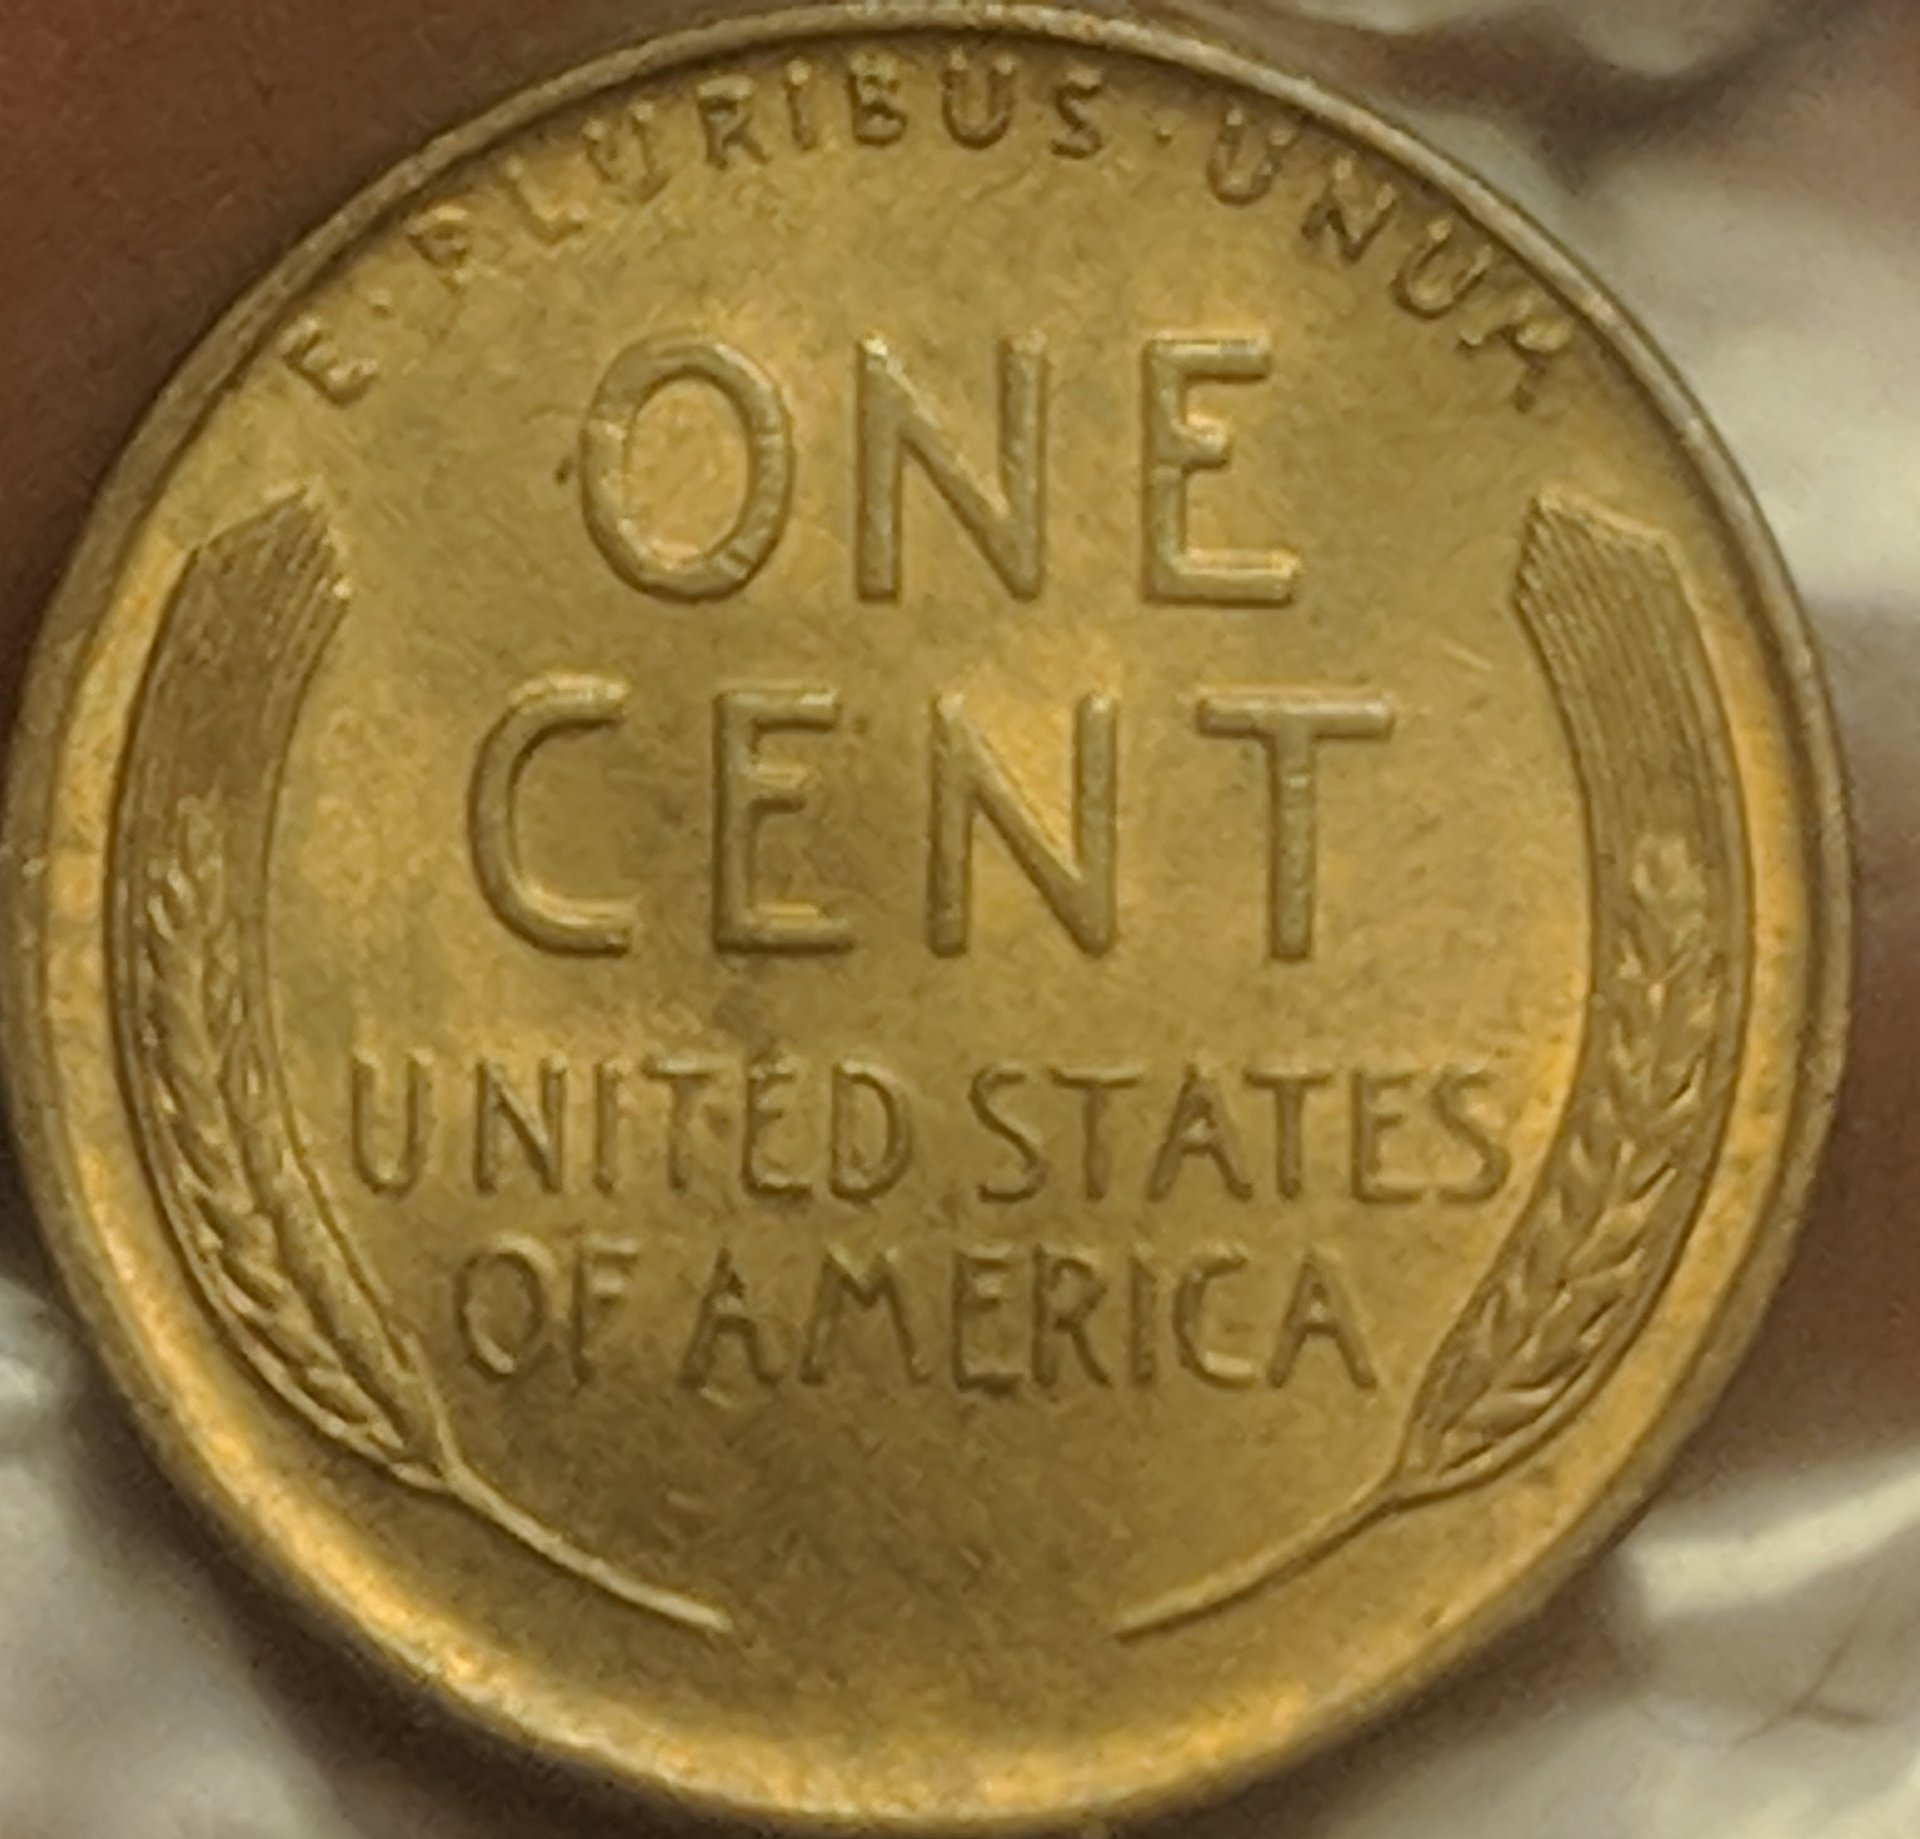 E·PLURIBUS·UNUM
ONE
CENT
UNITED STATES
OF AMERICA